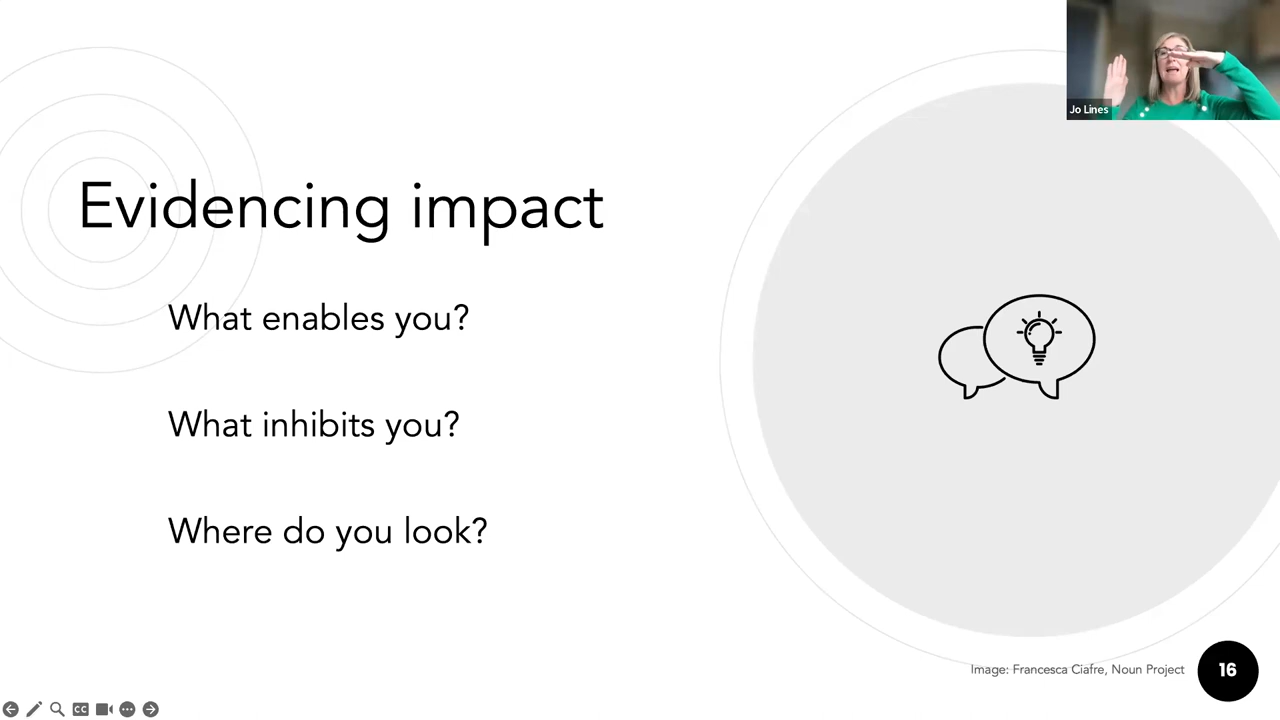 Jo Lines
Evidencing impact
What enables you?
What inhibits you?
Where do you look?
Image: Francesca Ciafre, Noun Project
16
CC